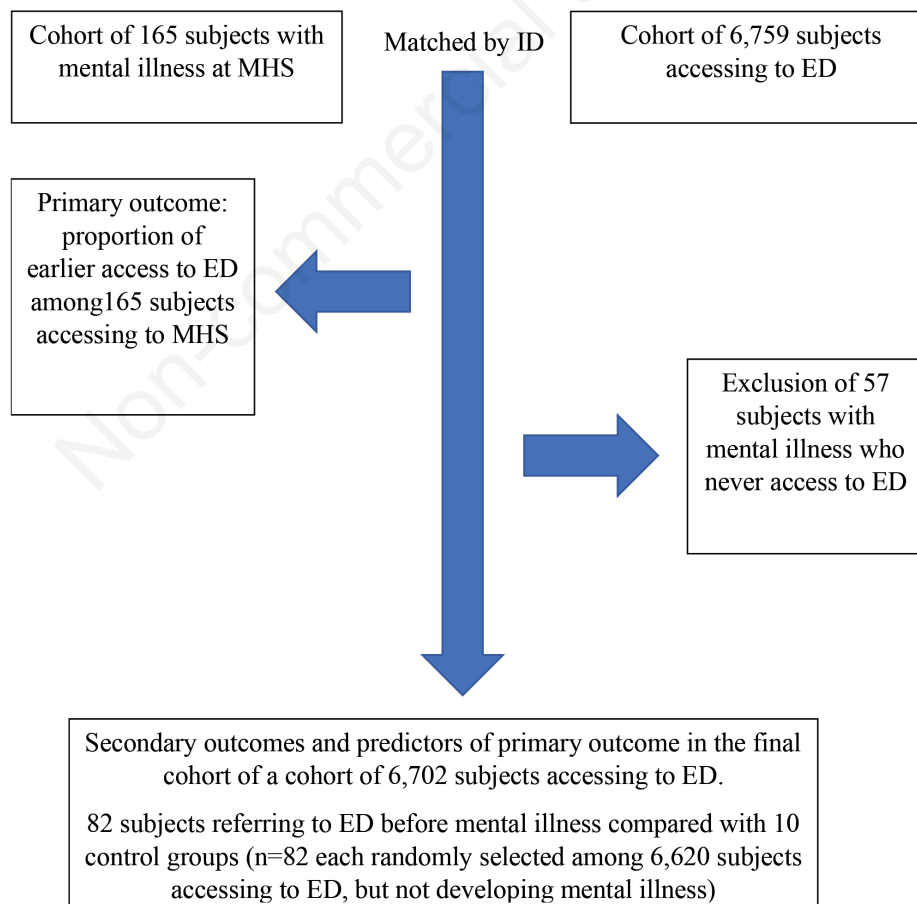 Cohort of 165 subjects with
mental illness at MHS
Matched by ID
Cohort of 6,759 subjects
accessing to ED
Primary outcome:
proportion of
earlier access to ED
among165 subjects
accessing to MHS
Exclusion of 57
subjects with
mental illness who
never access to ED
Secondary outcomes and predictors of primary outcome in the final
cohort of a cohort of 6,702 subjects accessing to ED.
82 subjects referring to ED before mental illness compared with 10
control groups (n=82 each randomly selected among 6,620 subjects
accessing to ED, but not developing mental illness)
Non-commercial